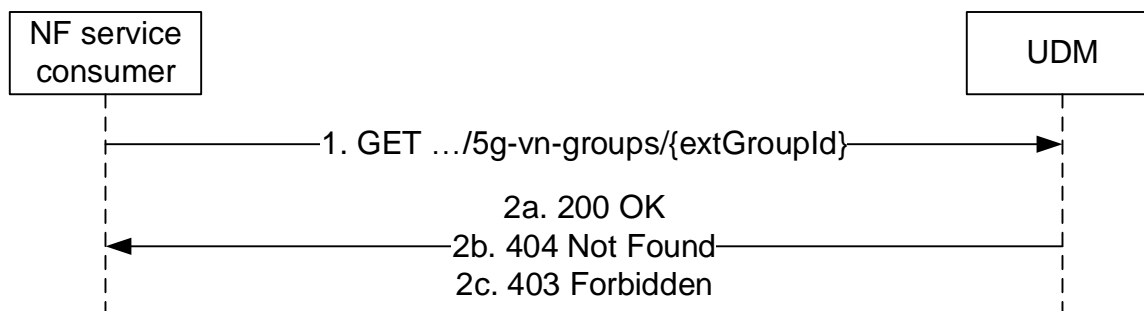 NF service
consumer
UDM
1. GET …/5g-vn-groups/{extGroupId}
2a. 200 OK
2b. 404 Not Found
2c. 403 Forbidden